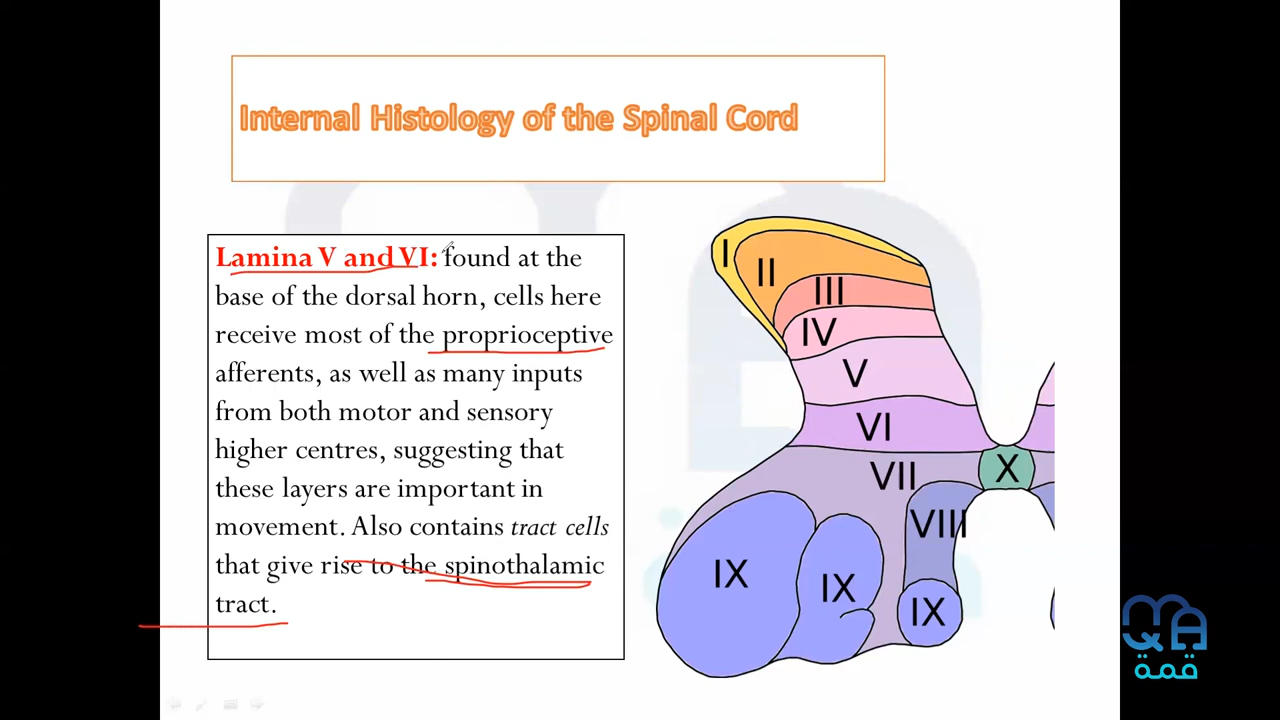 Internal Histology of the Spinal Cord
Lamina V and VI: found at the
base of the dorsal horn, cells here
receive most of the proprioceptive
afferents, as well as many inputs
from both motor and sensory
higher centres, suggesting that
these layers are important in
movement. Also contains tract cells
that give rise to the spinothalamic
tract.
I
II
III
IV
V
VI
VII
X
VIII
IX
IX
IX
QMA
قمة